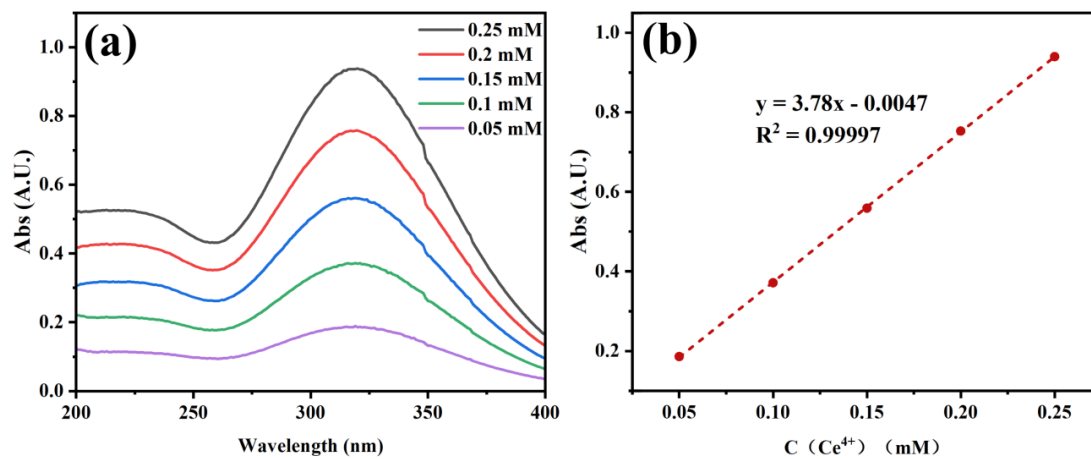 (a)
0.25 mM
0.2 mM
0.15 mM
0.1 mM
0.05 mM
1.0
0.8
0.6
0.4
0.2
0.0
Abs (A.U.)
200
250
300
350
400
Wavelength (nm)
(b)
y = 3.78x - 0.0047
R² = 0.99997
1.0
0.8
0.6
0.4
0.2
Abs (A.U.)
0.05
0.10
0.15
0.20
0.25
C（Ce⁴⁺）（mM）